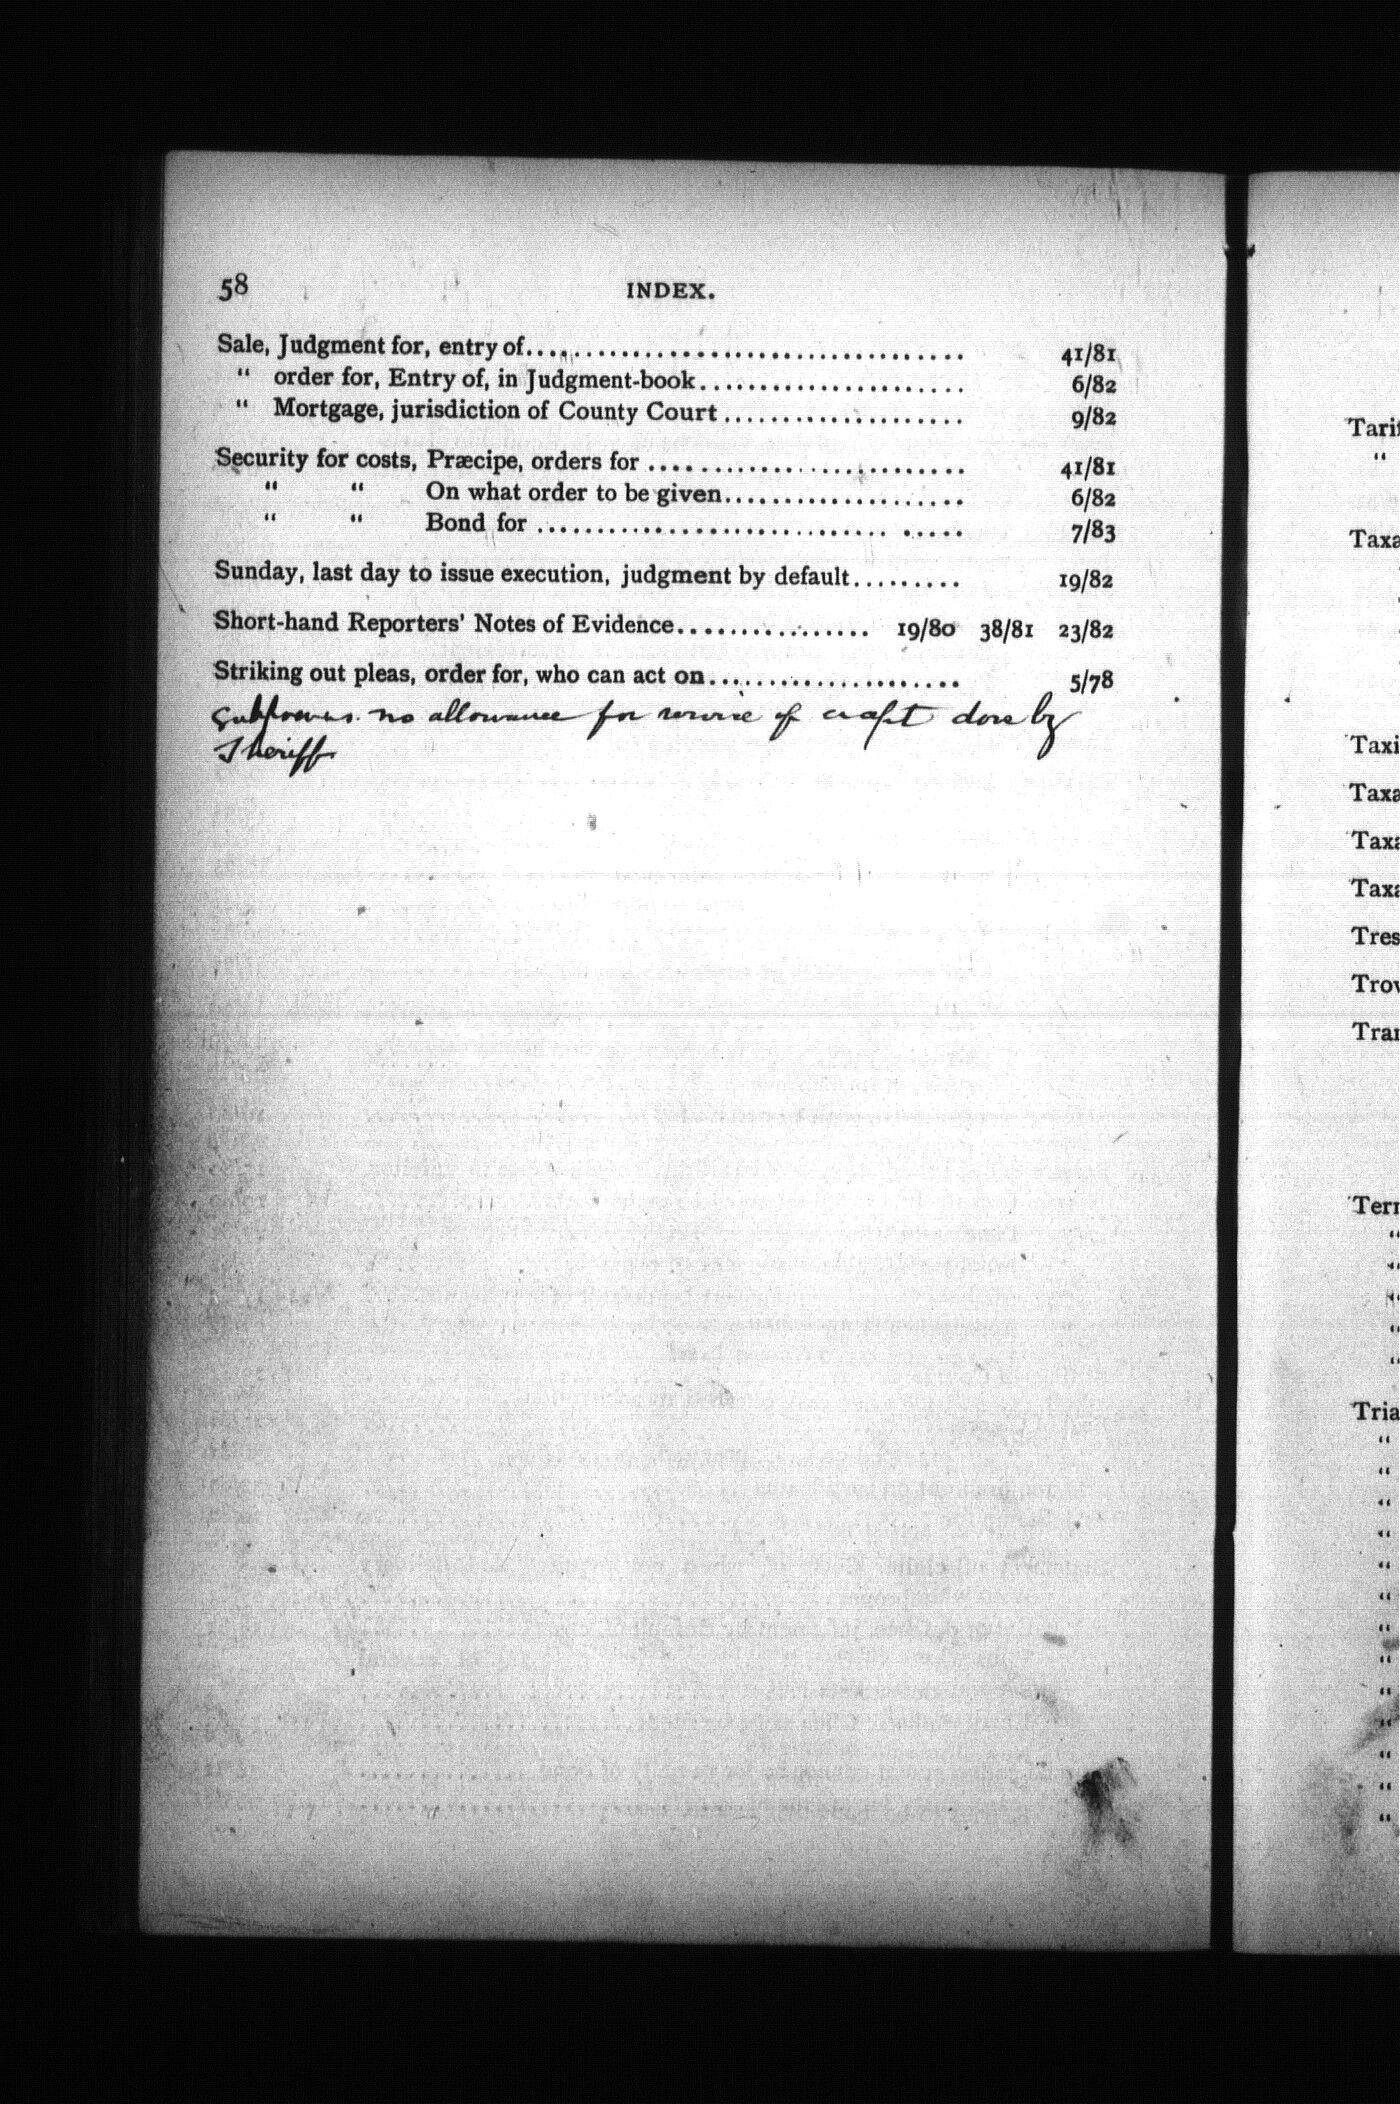 58
INDEX.
Sale, Judgment for, entry of.................................... 41/81
“ order for, Entry of, in Judgment-book...................... 6/82
“ Mortgage, jurisdiction of County Court .................... 9/82
Security for costs, Præcipe, orders for .......................... 41/81
“ “ On what order to be given.................... 6/82
“ “ Bond for .................................. 7/83
Sunday, last day to issue execution, judgment by default......... 19/82
Short-hand Reporters’ Notes of Evidence................ 19/80 38/81 23/82
Striking out pleas, order for, who can act on..................... 5/78
Subpoenas. no allowance for service of except done by
Sheriff
Tari
“
Taxa
Taxi
Taxa
Taxa
Taxa
Tres
Trov
Tran
Term
“
“
“
“
“
Tria
“
“
“
“
“
“
“
“
“
“
“
“
“